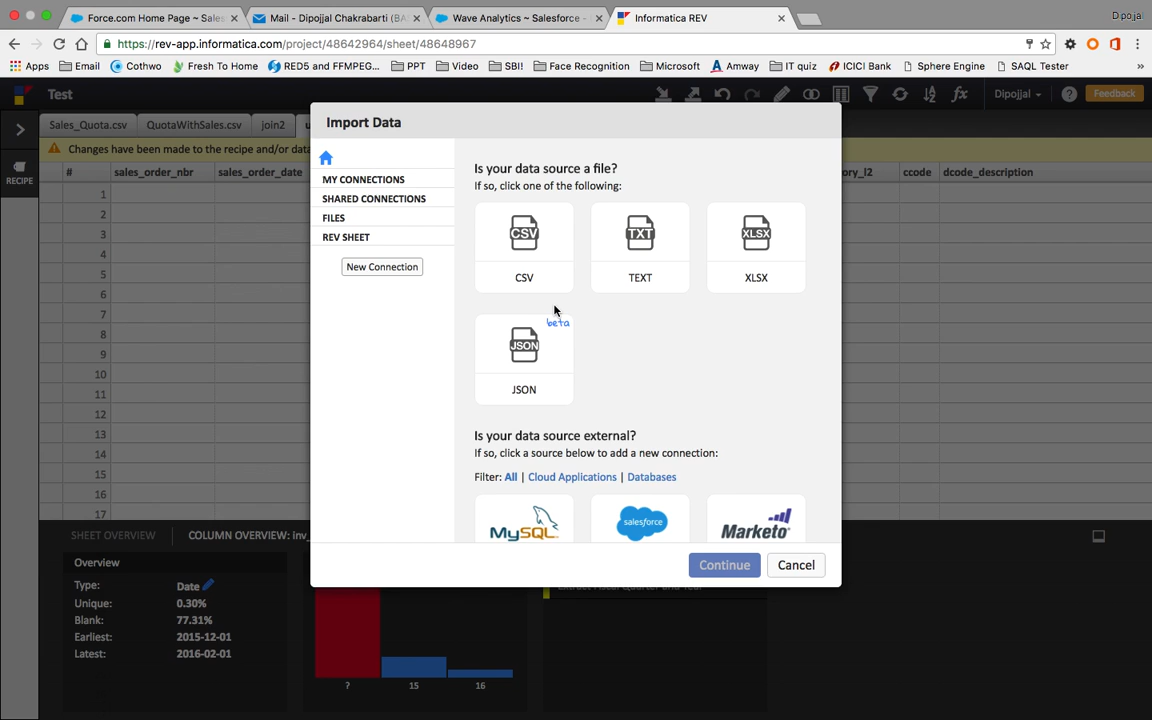 Force.com Home Page ~ Sales
Mail - Dipojjal Chakrabarti (BA
Wave Analytics ~ Salesforce -
Informatica REV
Dipojjal
https://rev-app.informatica.com/project/48642964/sheet/48648967
Apps
Email
Cothwo
Fresh To Home
RED5 and FFMPEG...
PPT
Video
SBI!
Face Recognition
Microsoft
Amway
IT quiz
ICICI Bank
Sphere Engine
SAQL Tester
»
Test
Dipojjal
Feedback
Sales_Quota.csv
QuotaWithSales.csv
join2
Changes have been made to the recipe and/or data
RECIPE
#
sales_order_nbr
sales_order_date
ory_l2
ccode
dcode_description
1
2
3
4
5
6
7
8
9
10
11
12
13
14
15
16
17
Import Data
MY CONNECTIONS
SHARED CONNECTIONS
FILES
REV SHEET
New Connection
Is your data source a file?
If so, click one of the following:
CSV
TXT
XLSX
CSV
TEXT
XLSX
beta
JSON
JSON
Is your data source external?
If so, click a source below to add a new connection:
Filter: All | Cloud Applications | Databases
MySQL
salesforce
Marketo
Continue
Cancel
SHEET OVERVIEW
COLUMN OVERVIEW: inv_
Overview
Type: Date
Unique: 0.30%
Blank: 77.31%
Earliest: 2015-12-01
Latest: 2016-02-01
?
15
16
Extract Fiscal Quarter and Year